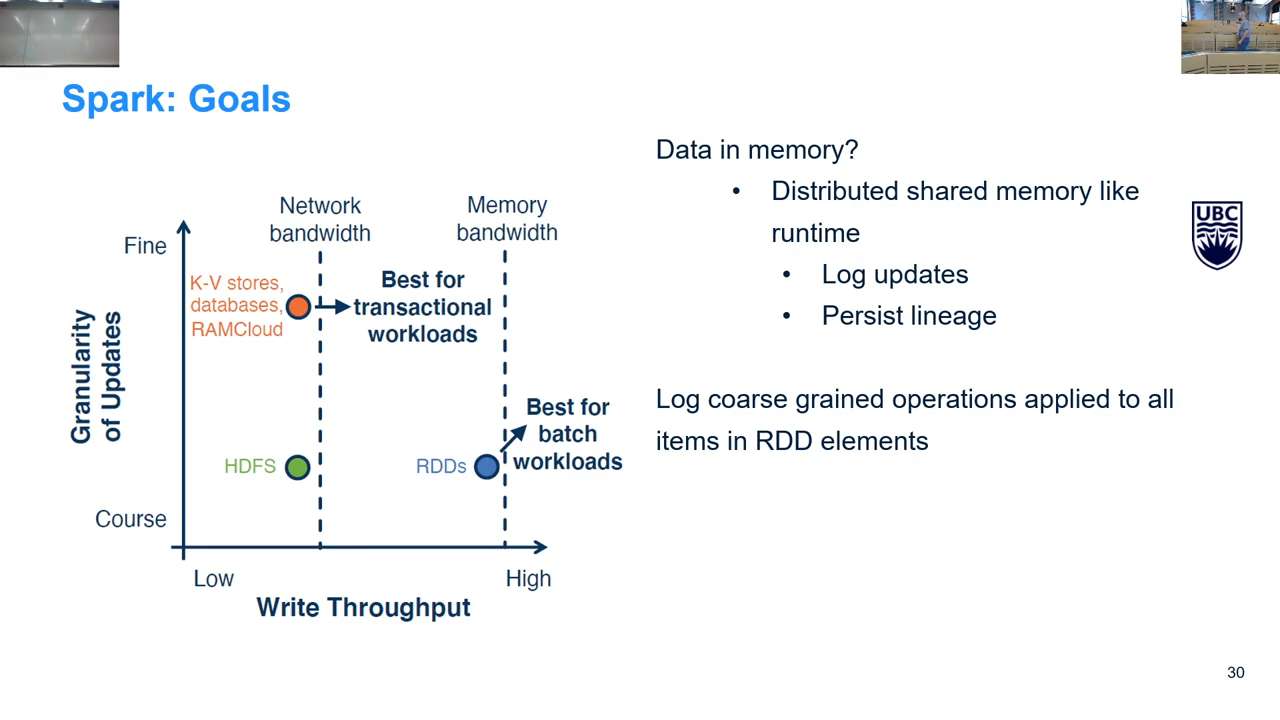 Spark: Goals
Data in memory?
• Distributed shared memory like
runtime
• Log updates
• Persist lineage
Log coarse grained operations applied to all
items in RDD elements
Network
bandwidth
Memory
bandwidth
Fine
K-V stores,
databases,
RAMCloud
Best for
transactional
workloads
Granularity
of Updates
Best for
batch
workloads
HDFS
RDDs
Course
Low
High
Write Throughput
UBC
30